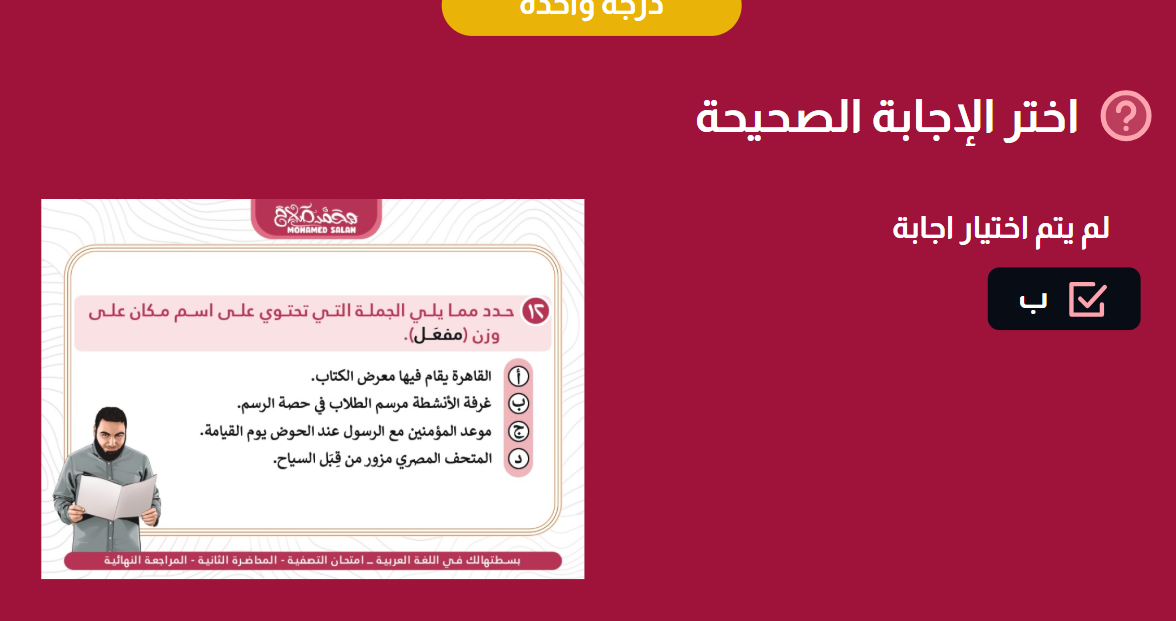 درجة واحدة
اختر الإجابة الصحيحة
لم يتم اختيار اجابة
ب
محمد صلاح
MOHAMED SALAH
١٢ حدد مما يلي الجملة التي تحتوي على اسم مكان على
وزن (مفعَل).
أ القاهرة يقام فيها معرض الكتاب.
ب غرفة الأنشطة مرسم الطلاب في حصة الرسم.
ج موعد المؤمنين مع الرسول عند الحوض يوم القيامة.
د المتحف المصري مزور من قِبَل السياح.
بسطتهالك في اللغة العربية – امتحان التصفية - المحاضرة الثانية - المراجعة النهائية